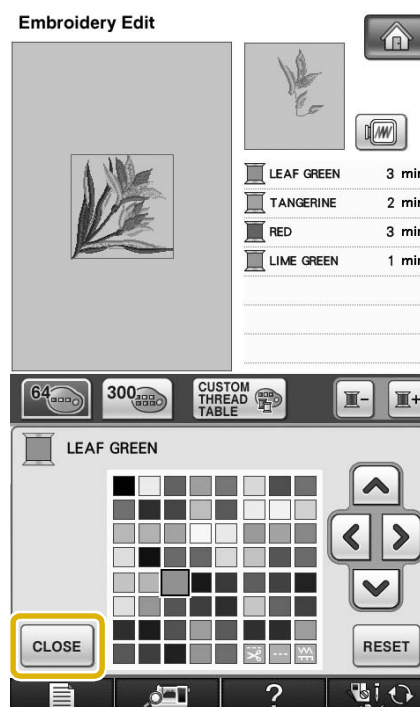 Embroidery Edit
LEAF GREEN 3 min
TANGERINE 2 min
RED 3 min
LIME GREEN 1 min
64
300
CUSTOM
THREAD
TABLE
LEAF GREEN
CLOSE
RESET
?